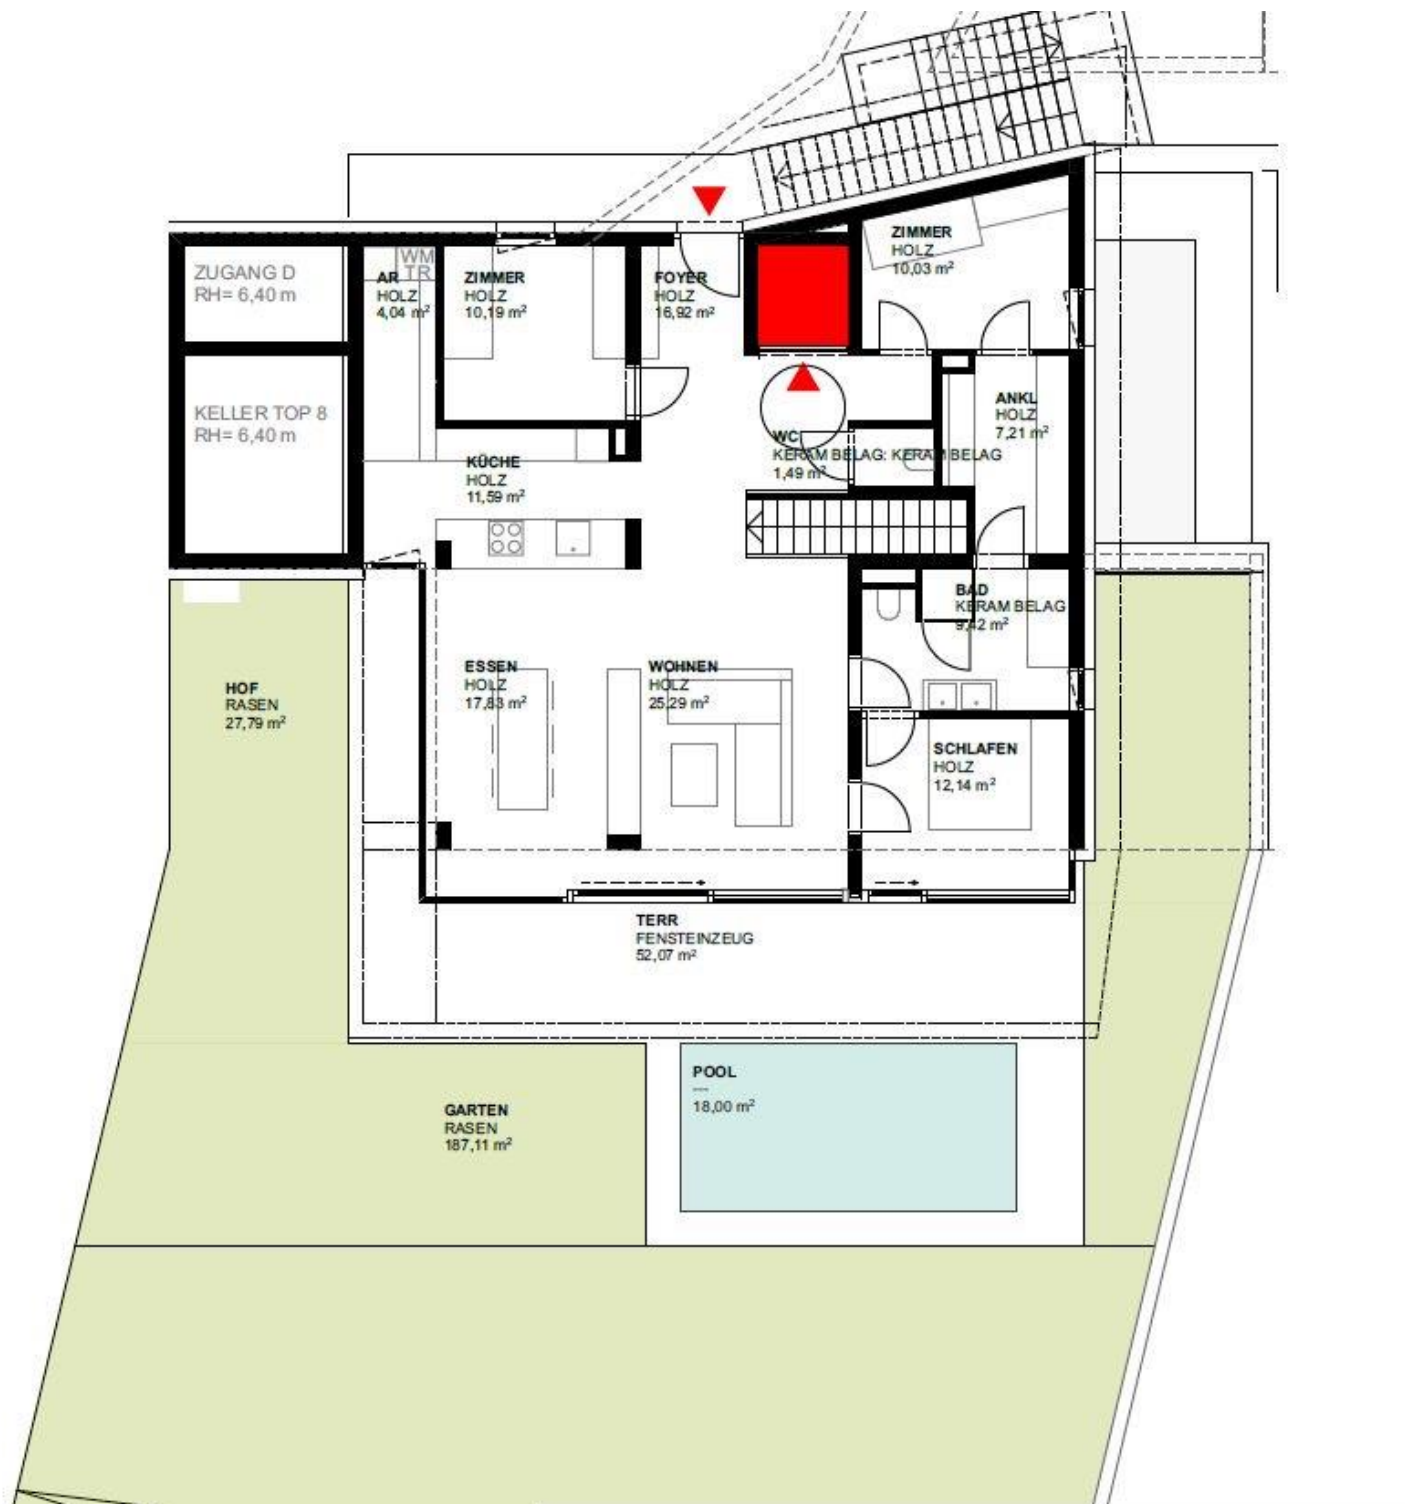 ZIMMER
HOLZ
10,03 m²
ZUGANG D
RH= 6,40 m
WM
TR
AR
HOLZ
4,04 m²
ZIMMER
HOLZ
10,19 m²
FOYER
HOLZ
16,92 m²
KELLER TOP 8
RH= 6,40 m
ANKL
HOLZ
7,21 m²
WC
KERAM BELAG: KERAM BELAG
1,49 m²
KÜCHE
HOLZ
11,59 m²
BAD
KERAM BELAG
9,42 m²
HOF
RASEN
27,79 m²
ESSEN
HOLZ
17,83 m²
WOHNEN
HOLZ
25,29 m²
SCHLAFEN
HOLZ
12,14 m²
TERR
FENSTEINZEUG
52,07 m²
POOL
---
18,00 m²
GARTEN
RASEN
187,11 m²